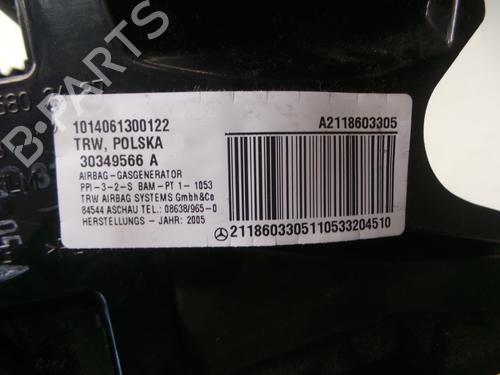 1014061300122
TRW, POLSKA
30349566 A
AIRBAG-GASGENERATOR
PPI-3-2-S BAM-PT 1- 1053
TRW AIRBAG SYSTEMS GmbH&Co
84544 ASCHAU TEL.: 08638/965-0
HERSTELLUNGS - JAHR: 2005
A2118603305
2118603305110533204510
B-PARTS